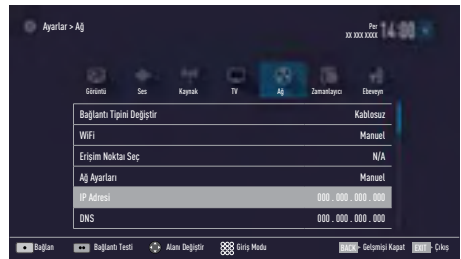 Ayarlar > Ağ
Per
xx xxx xxxx 14:00
Görüntü Ses Kaynak TV Ağ Zamanlayıcı Ebeveyn
Bağlantı Tipini Değiştir Kablosuz
WiFi Manuel
Erişim Noktaı Seç N/A
Ağ Ayarları Manuel
IP Adresi 000 . 000 . 000 . 000
DNS 000 . 000 . 000 . 000
Bağlan Bağlantı Testi Alanı Değiştir Giriş Modu BACK - Gelşmişi Kapat EXIT - Çıkış